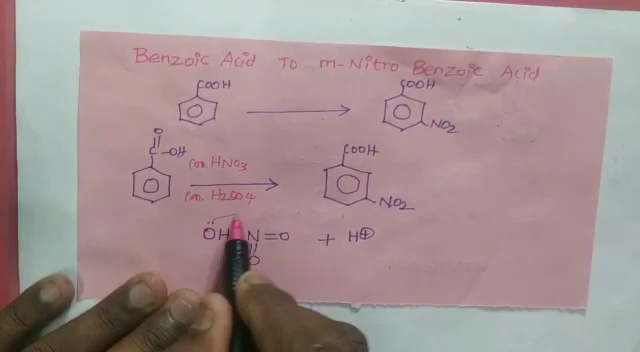 Benzoic Acid To m-Nitro Benzoic Acid
COOH
COOH
NO2
O
C-OH
Con. HNO3
Con. H2SO4
COOH
NO2
OH N=O + H⊕
O